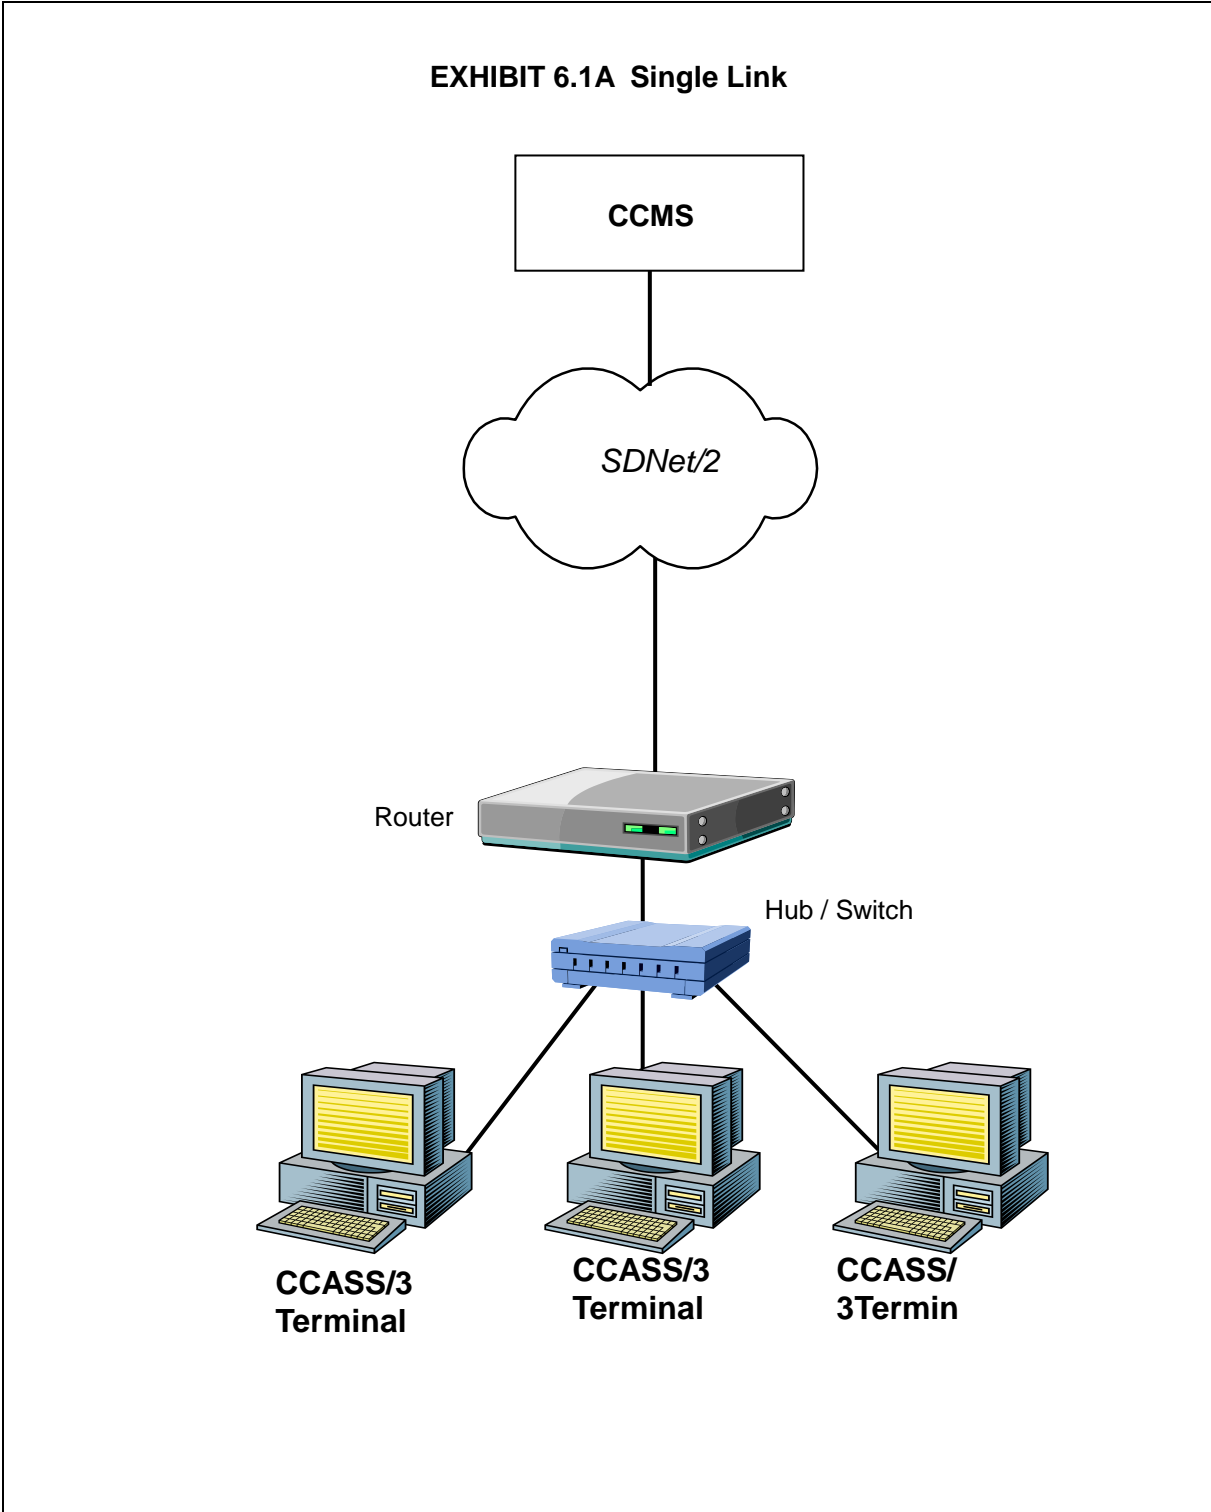 EXHIBIT 6.1A  Single Link
CCMS
SDNet/2
Router
Hub / Switch
CCASS/3
Terminal
CCASS/3
Terminal
CCASS/
3Termin